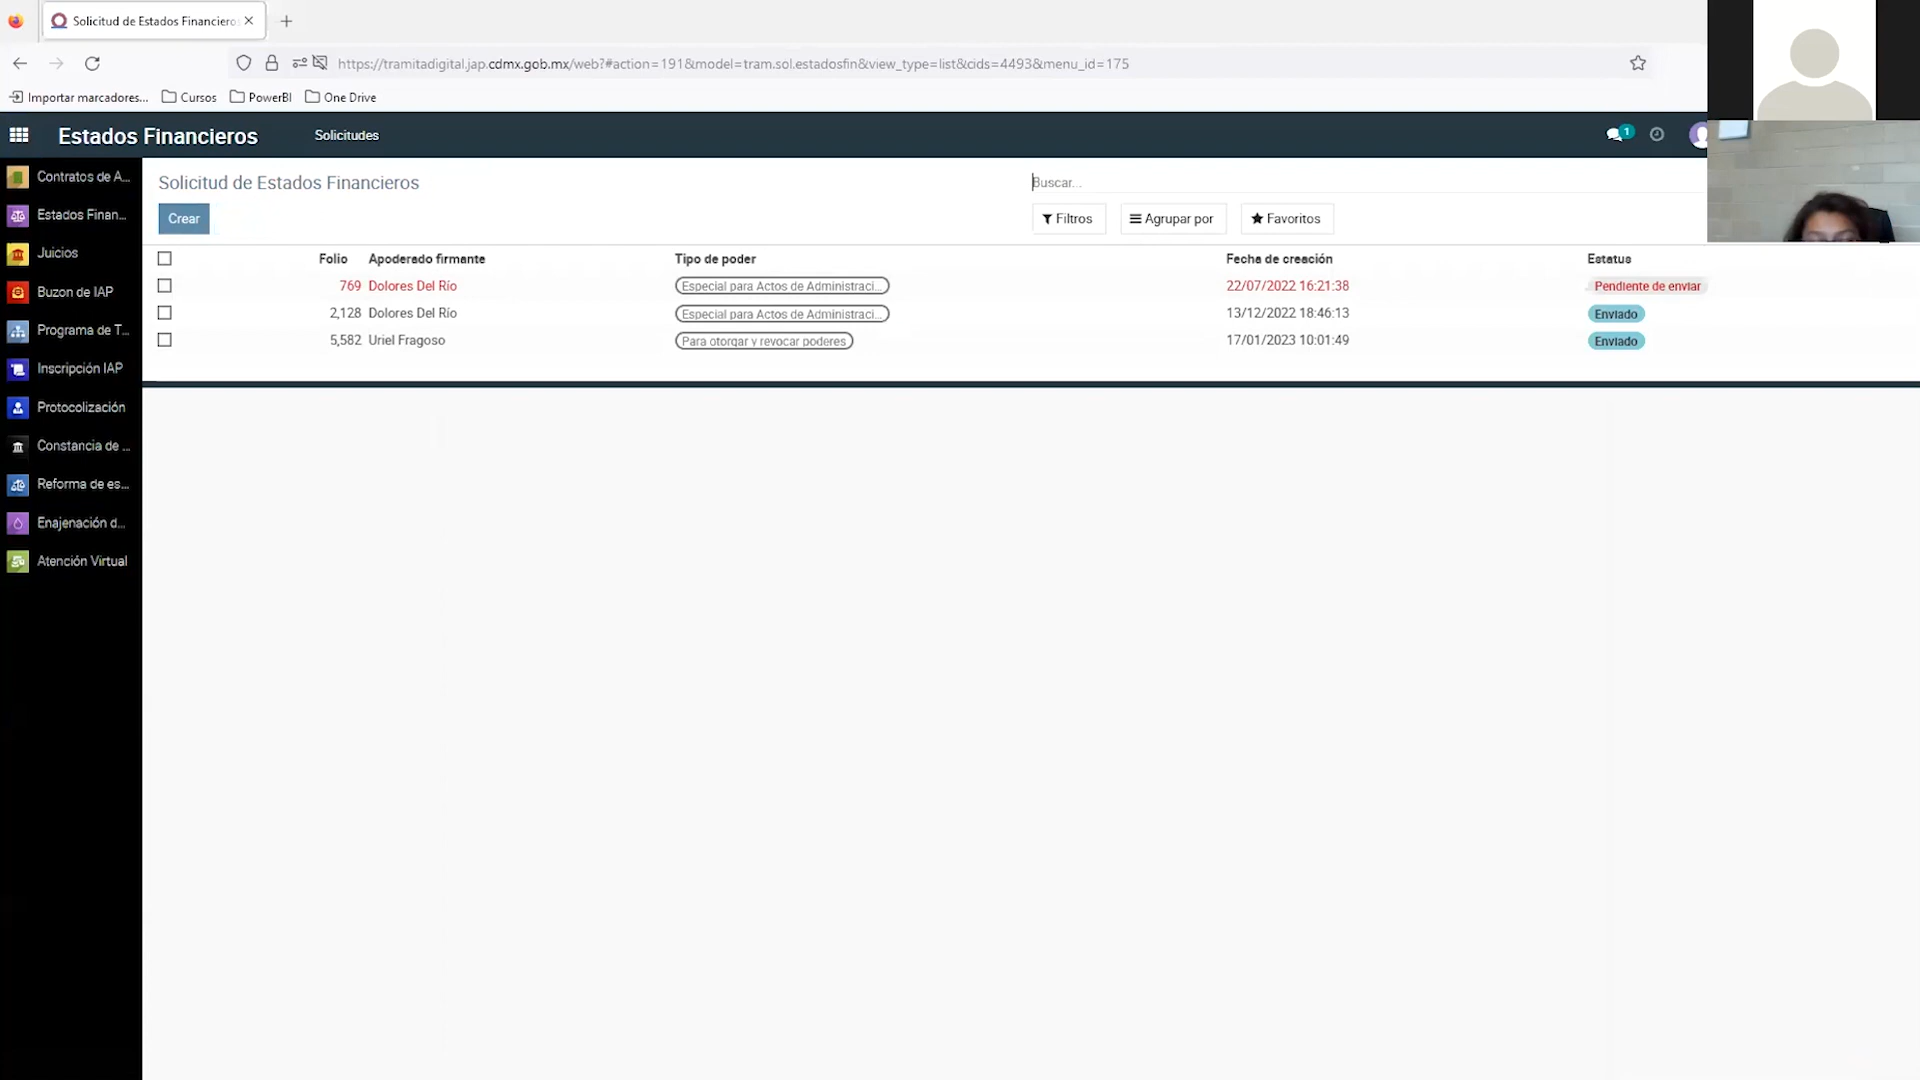 Solicitud de Estados Financieros
https://tramitadigital.jap.cdmx.gob.mx/web?#action=191&model=tram.sol.estadosfin&view_type=list&cids=4493&menu_id=175
Importar marcadores... Cursos PowerBI One Drive
Estados Financieros Solicitudes 1
Contratos de A...
Estados Finan...
Juicios
Buzon de IAP
Programa de T...
Inscripción IAP
Protocolización
Constancia de ...
Reforma de es...
Enajenación d...
Atención Virtual
Solicitud de Estados Financieros Buscar...
Crear Filtros Agrupar por Favoritos
Folio Apoderado firmante Tipo de poder Fecha de creación Estatus
769 Dolores Del Río Especial para Actos de Administraci... 22/07/2022 16:21:38 Pendiente de enviar
2,128 Dolores Del Río Especial para Actos de Administraci... 13/12/2022 18:46:13 Enviado
5,582 Uriel Fragoso Para otorgar y revocar poderes 17/01/2023 10:01:49 Enviado